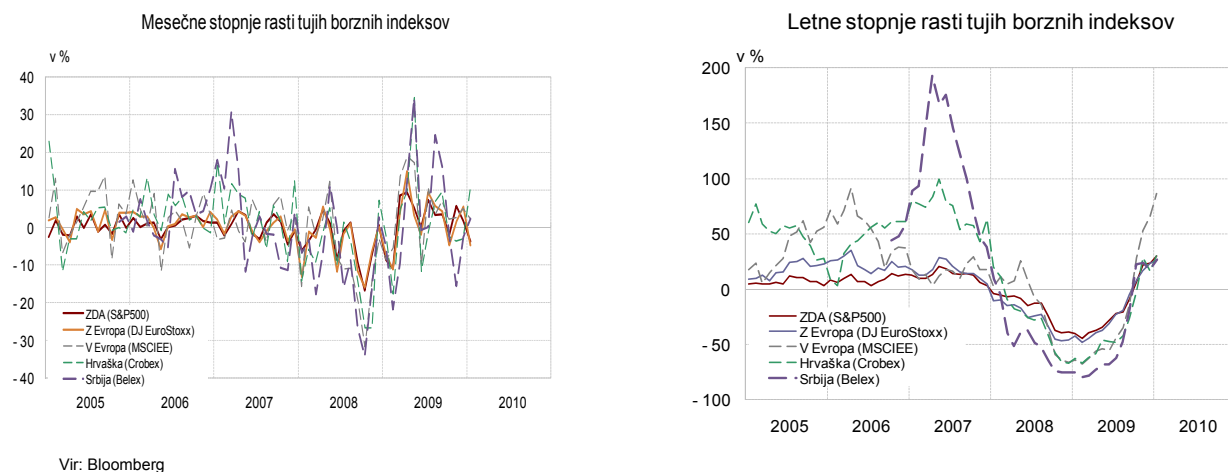 Mesečne stopnje rasti tujih borznih indeksov
v %
40
30
20
10
0
- 10
- 20
- 30
- 40
ZDA (S&P500)
Z Evropa (DJ EuroStoxx)
V Evropa (MSCIEE)
Hrvaška (Crobex)
Srbija (Belex)
2005 2006 2007 2008 2009 2010
Vir: Bloomberg
Letne stopnje rasti tujih borznih indeksov
v %
200
150
100
50
0
- 50
- 100
ZDA (S&P500)
Z Evropa (DJ EuroStoxx)
V Evropa (MSCIEE)
Hrvaška (Crobex)
Srbija (Belex)
2005 2006 2007 2008 2009 2010